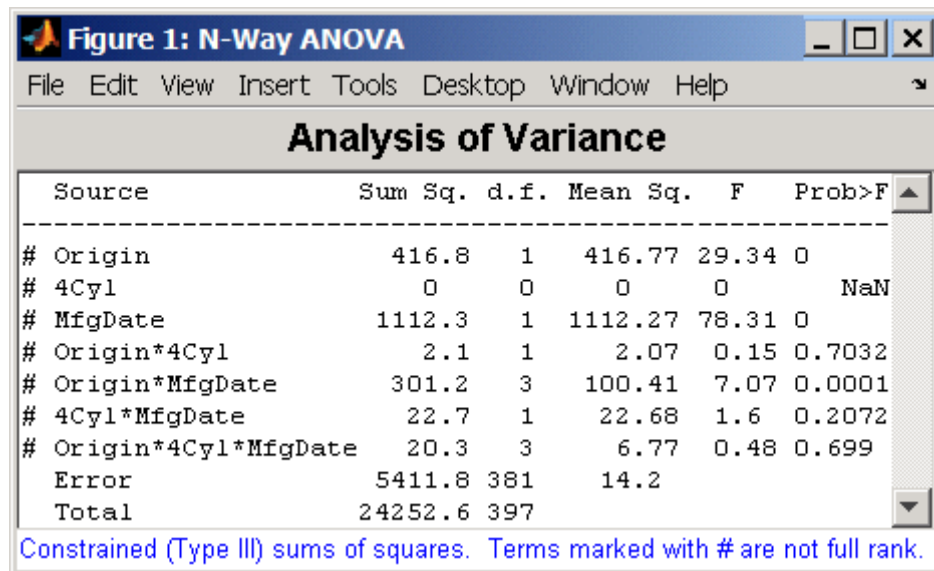 Figure 1: N-Way ANOVA
File Edit View Insert Tools Desktop Window Help
Analysis of Variance
Source Sum Sq. d.f. Mean Sq. F Prob>F
# Origin 416.8 1 416.77 29.34 0
# 4Cyl 0 0 0 0 NaN
# MfgDate 1112.3 1 1112.27 78.31 0
# Origin*4Cyl 2.1 1 2.07 0.15 0.7032
# Origin*MfgDate 301.2 3 100.41 7.07 0.0001
# 4Cyl*MfgDate 22.7 1 22.68 1.6 0.2072
# Origin*4Cyl*MfgDate 20.3 3 6.77 0.48 0.699
Error 5411.8 381 14.2
Total 24252.6 397
Constrained (Type III) sums of squares. Terms marked with # are not full rank.